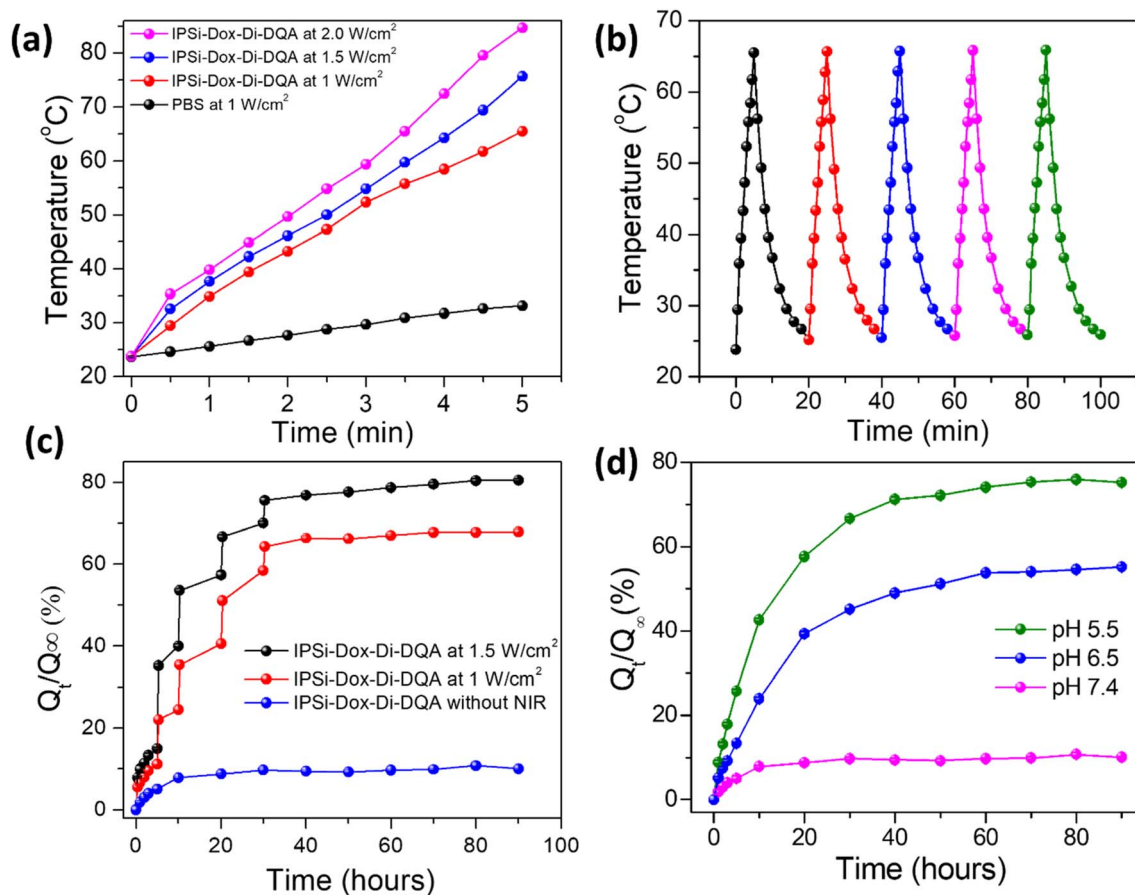 (a)
IPSi-Dox-Di-DQA at 2.0 W/cm²
IPSi-Dox-Di-DQA at 1.5 W/cm²
IPSi-Dox-Di-DQA at 1 W/cm²
PBS at 1 W/cm²
Temperature (°C)
80
70
60
50
40
30
20
0
1
2
3
4
5
Time (min)
(b)
Temperature (°C)
70
60
50
40
30
20
0
20
40
60
80
100
Time (min)
(c)
Qt/Q∞ (%)
80
60
40
20
0
IPSi-Dox-Di-DQA at 1.5 W/cm²
IPSi-Dox-Di-DQA at 1 W/cm²
IPSi-Dox-Di-DQA without NIR
0
20
40
60
80
100
Time (hours)
(d)
Qt/Q∞ (%)
80
60
40
20
0
pH 5.5
pH 6.5
pH 7.4
0
20
40
60
80
Time (hours)